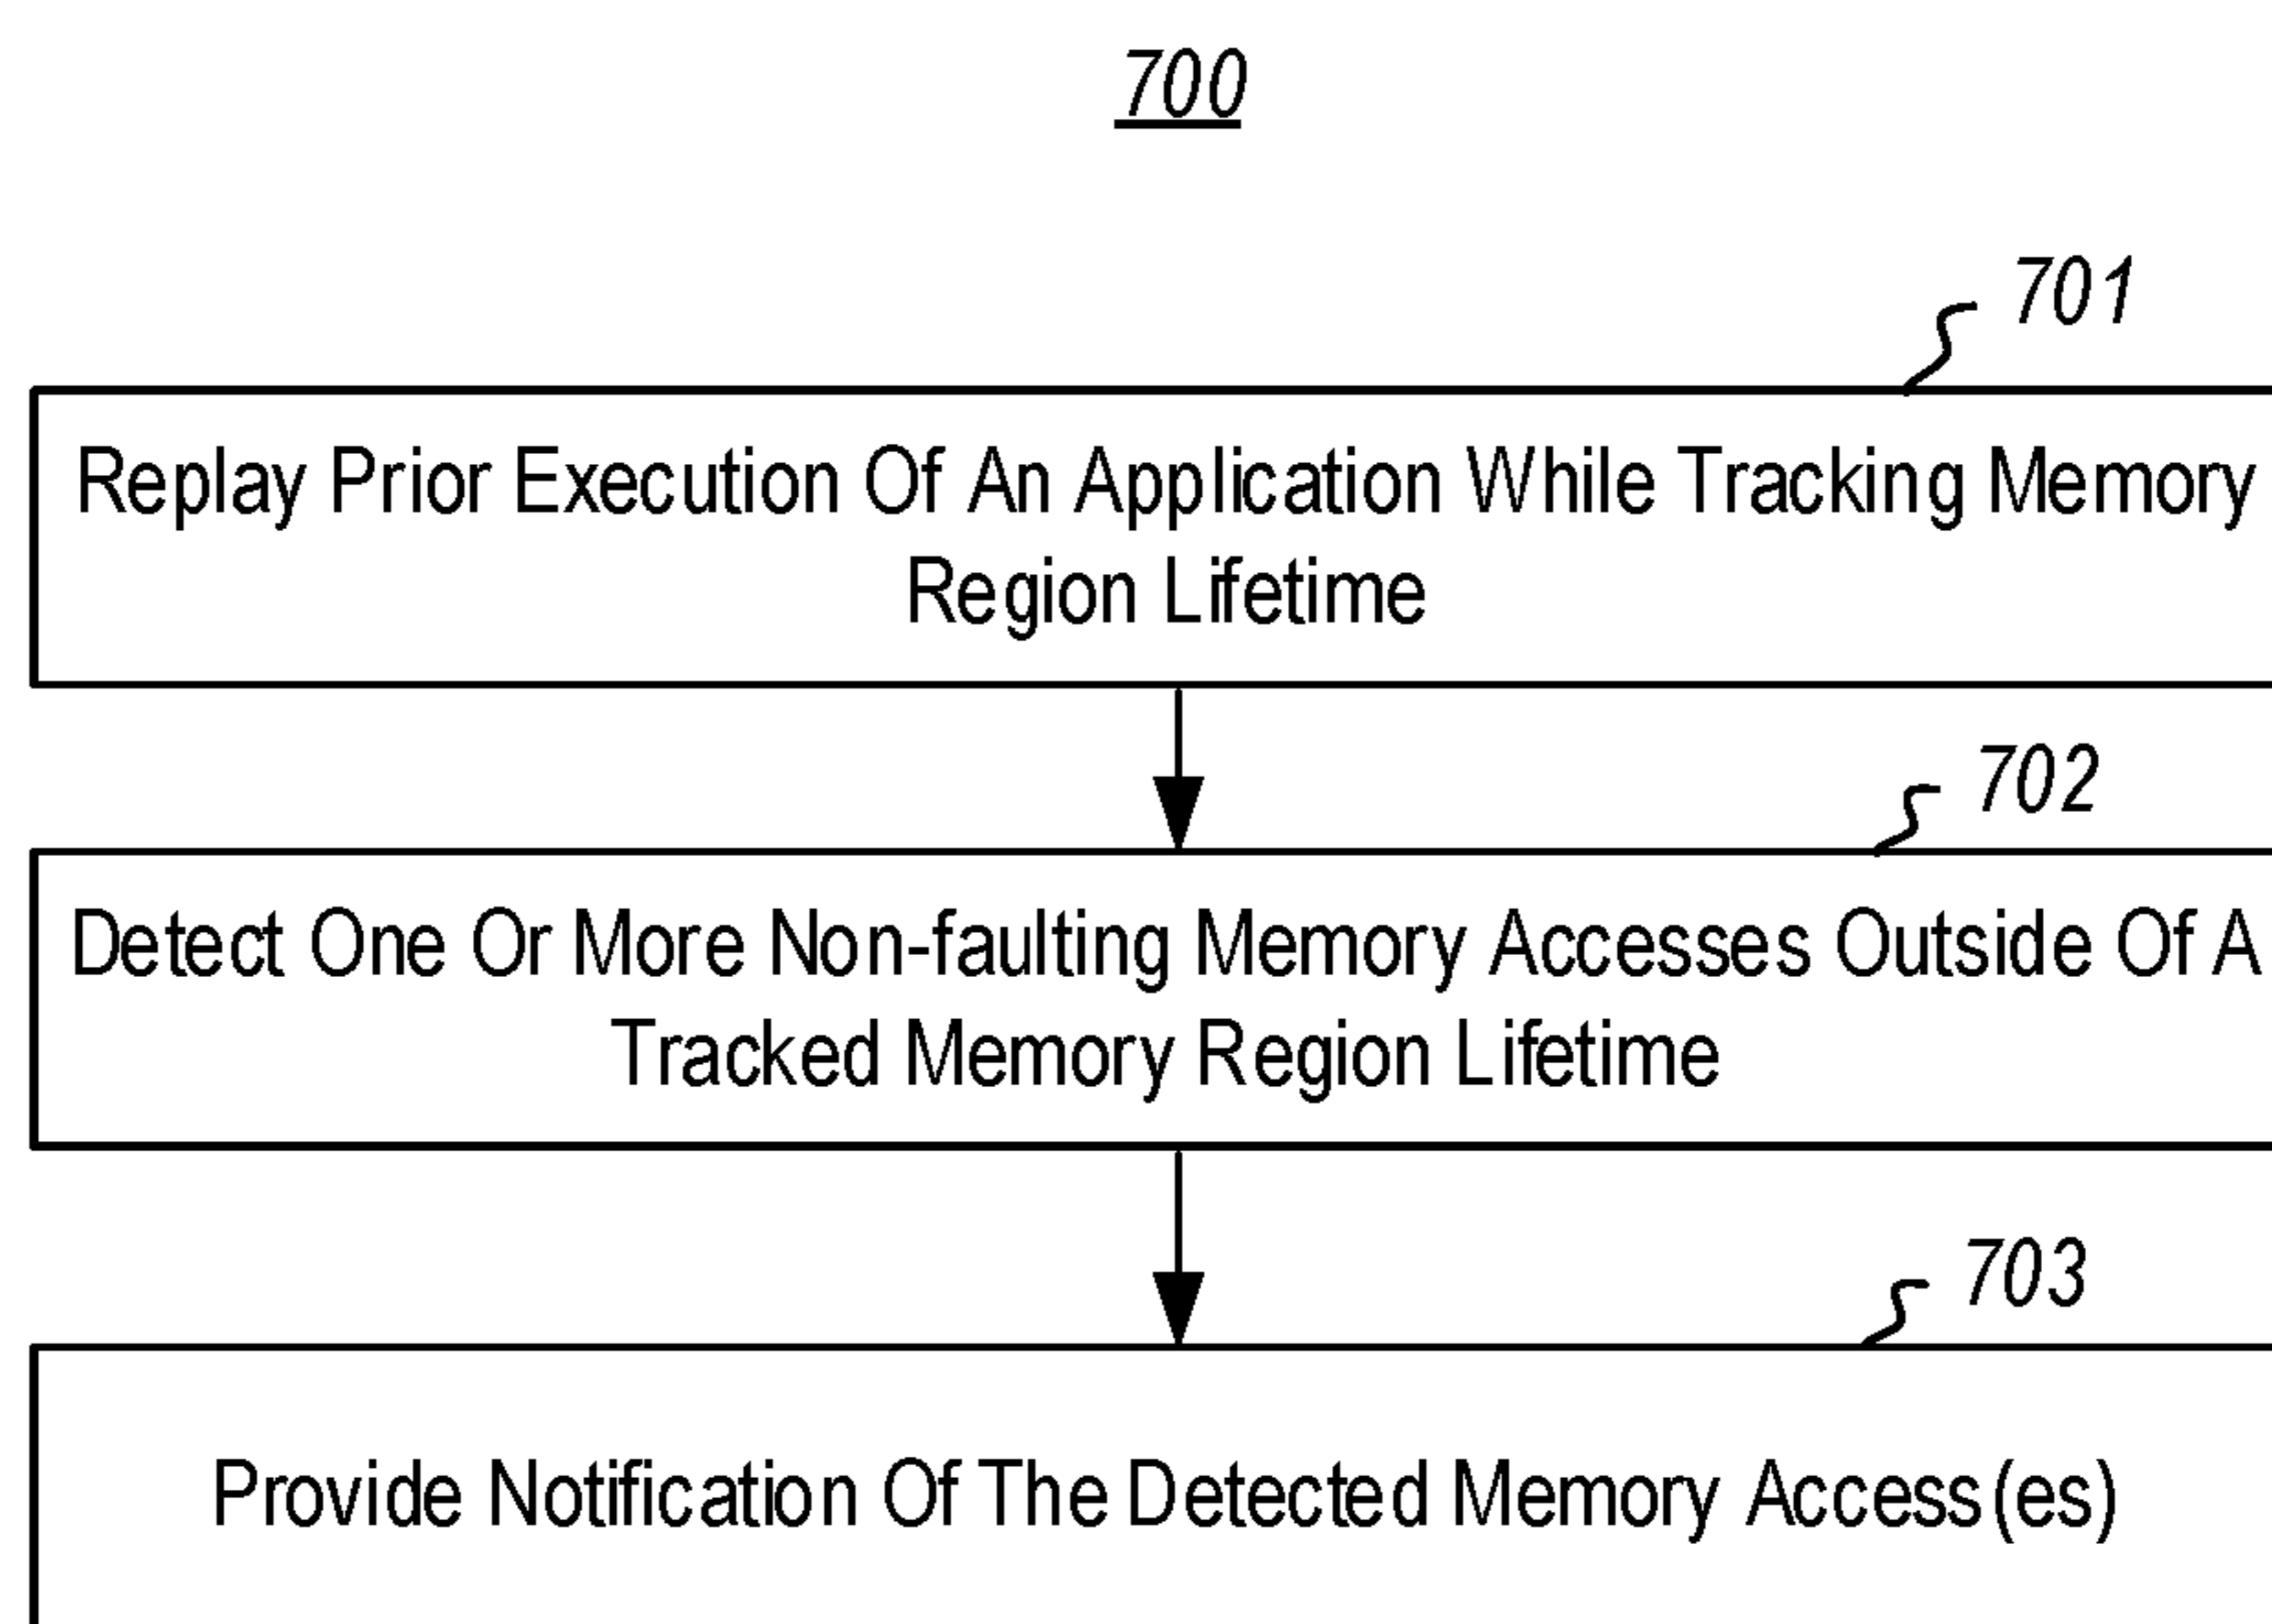 700
701
Replay Prior Execution Of An Application While Tracking Memory
Region Lifetime
702
Detect One Or More Non-faulting Memory Accesses Outside Of A
Tracked Memory Region Lifetime
703
Provide Notification Of The Detected Memory Access(es)